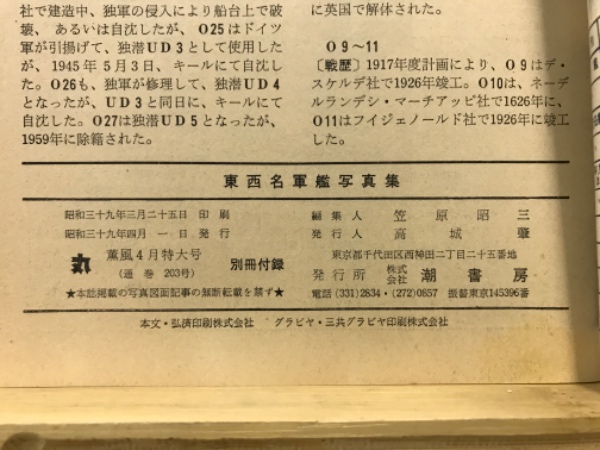 社で建造中、独軍の侵入により船台上で破
壊、あるいは自沈したが、O25はドイツ
軍が引揚げて、独潜UD3として使用した
が、1945年5月3日、キールにて自沈し
た。O26も、独軍が修理して、独潜UD4
となったが、UD3と同日に、キールにて
自沈した。O27は独潜UD5となったが、
1959年に除籍された。
に英国で解体された。
O9〜11
〔戦歴〕1917年度計画により、O9はデ・
スケルデ社で1926年竣工。O10は、ネーデ
ルランデシ・マーチアッピ社で1626年に、
O11はフイジェノールド社で1926年に竣工
した。
東西名軍艦写真集
昭和三十九年三月二十五日 印刷
昭和三十九年四月 一日 発行
丸 薫風4月特大号
(通巻 203号)
別冊付録
★本誌掲載の写真図面記事の無断転載を禁ず★
編集人 笠原昭三
発行人 高城肇
東京都千代田区西神田二丁目二十五番地
発行所 株式会社 潮書房
電話(331)2834・(272)0857 振替東京145396番
本文・弘済印刷株式会社 グラビヤ・三共グラビヤ印刷株式会社